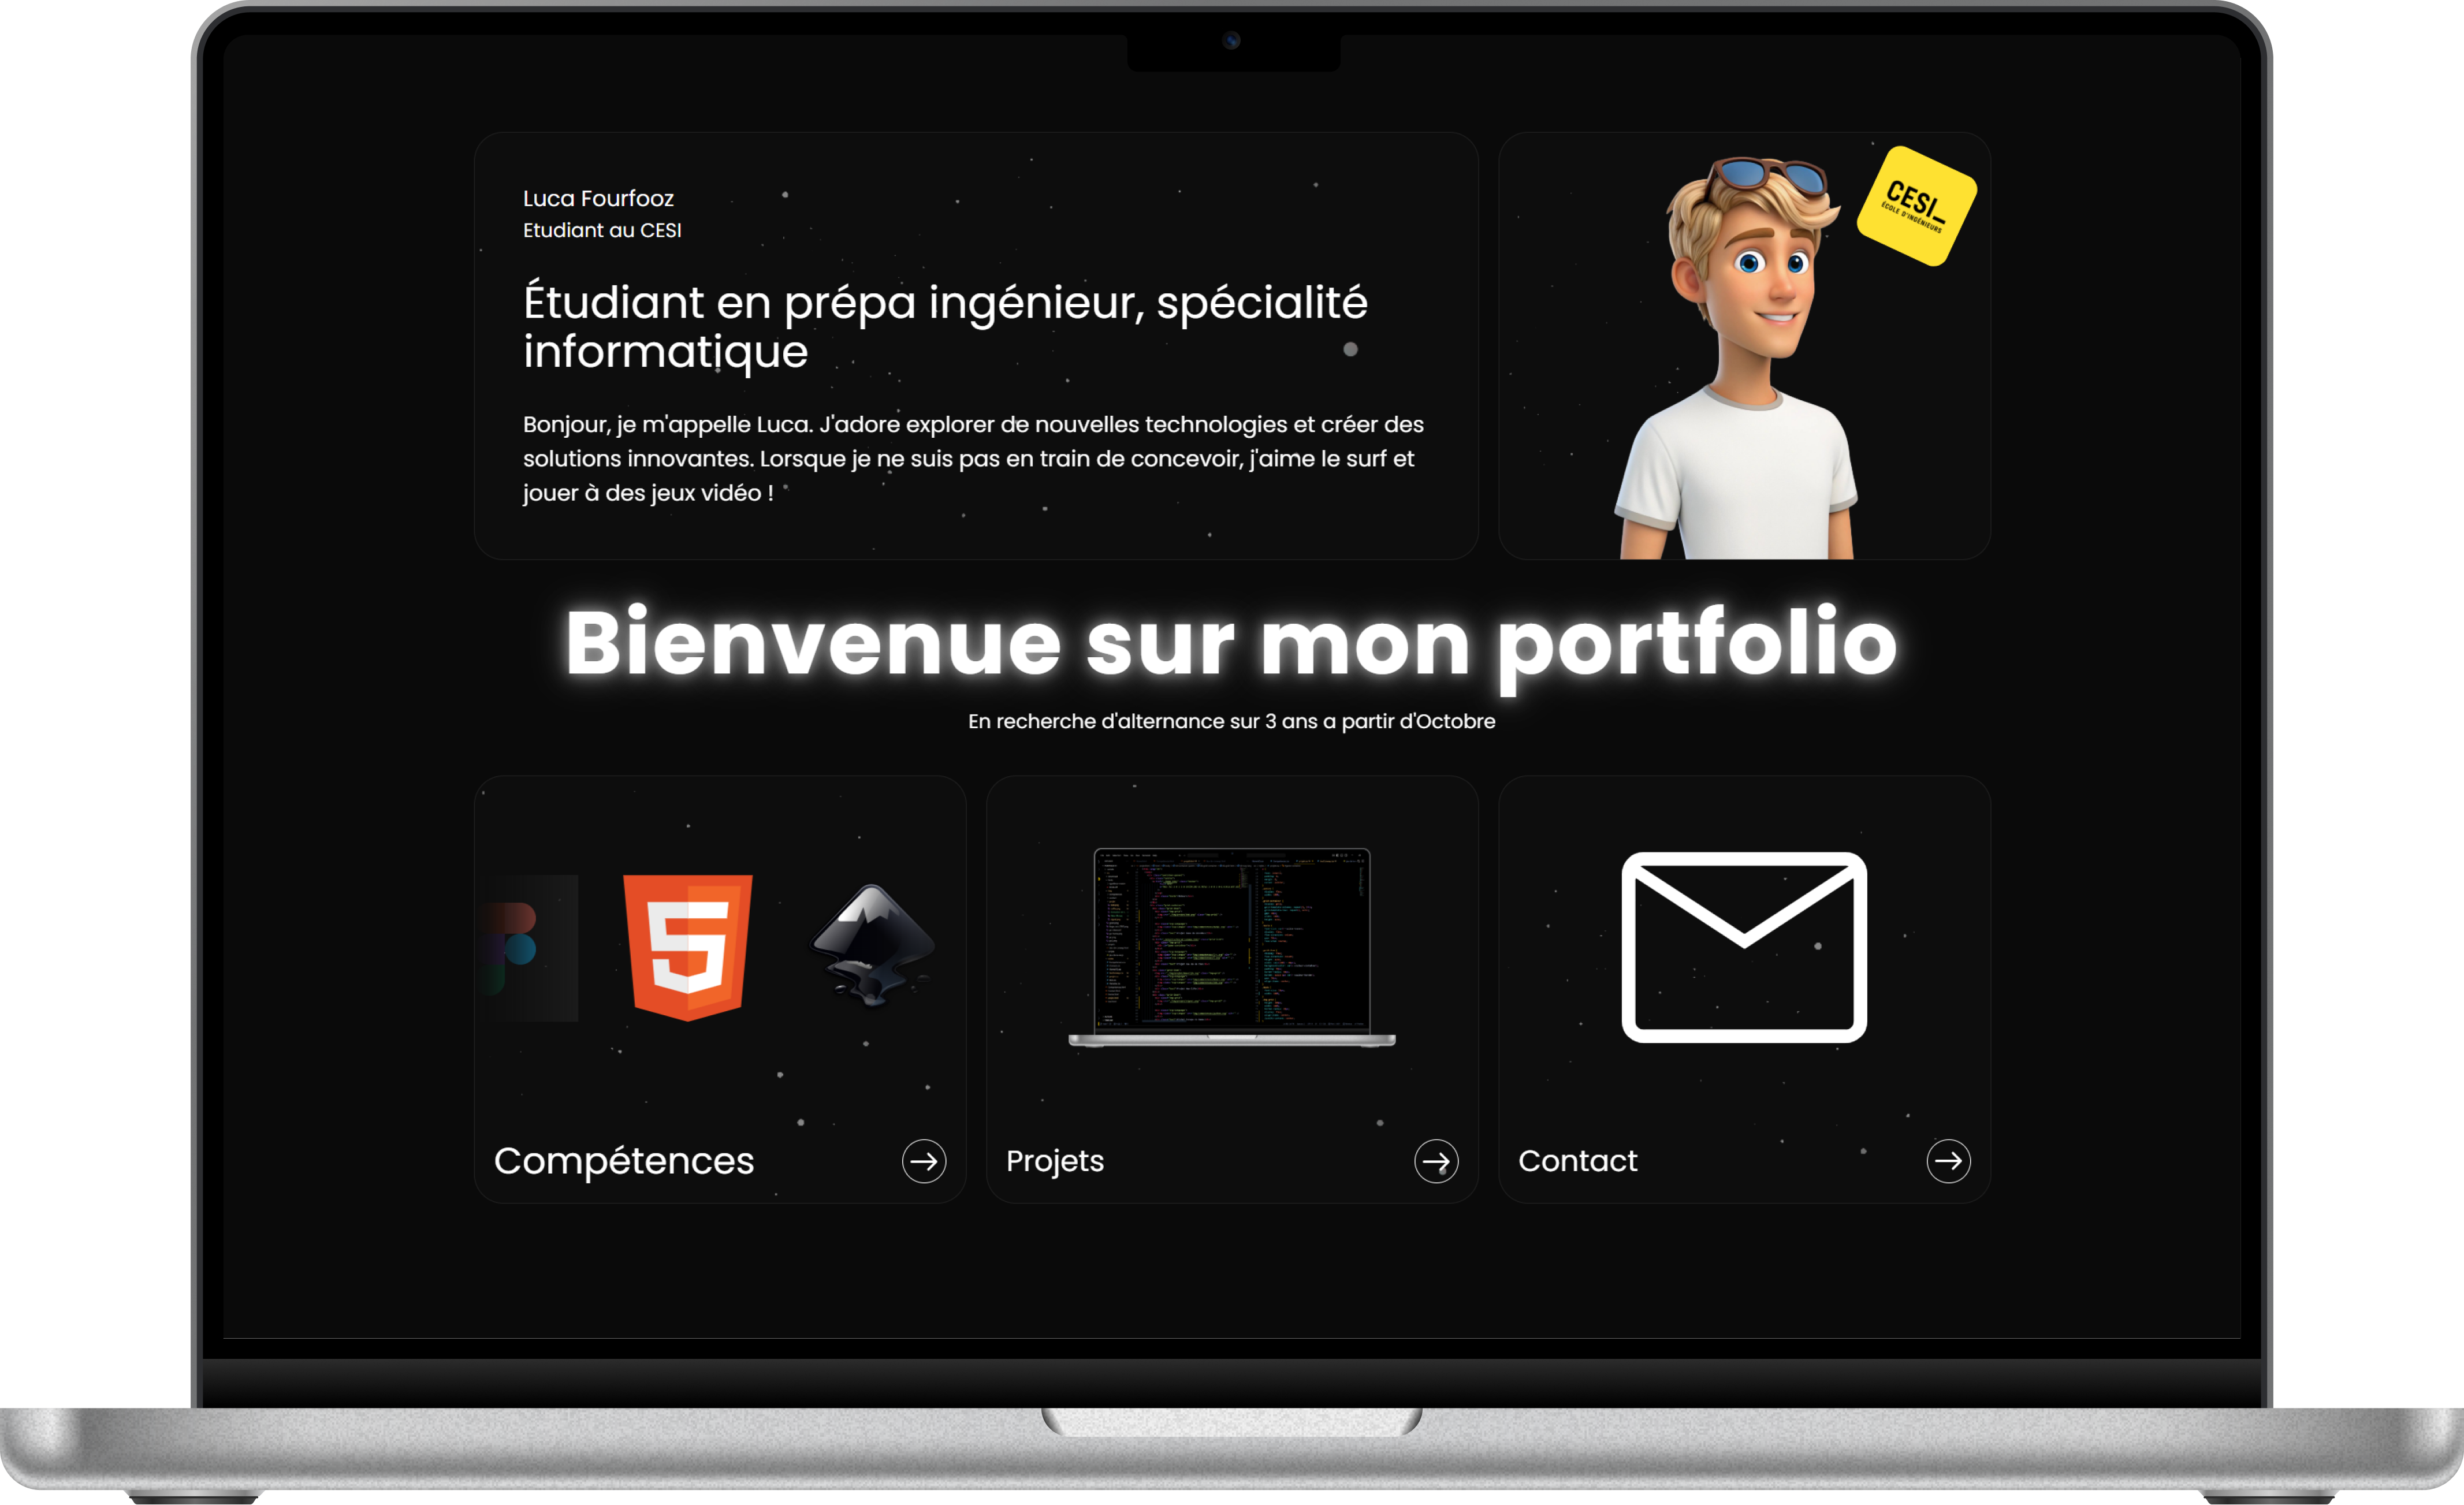 Luca Fourfooz
Etudiant au CESI
Étudiant en prépa ingénieur, spécialité
informatique
Bonjour, je m'appelle Luca. J'adore explorer de nouvelles technologies et créer des
solutions innovantes. Lorsque je ne suis pas en train de concevoir, j'aime le surf et
jouer à des jeux vidéo !
CESI_
ÉCOLE D'INGÉNIEURS
Bienvenue sur mon portfolio
En recherche d'alternance sur 3 ans a partir d'Octobre
5
Compétences
Projets
Contact